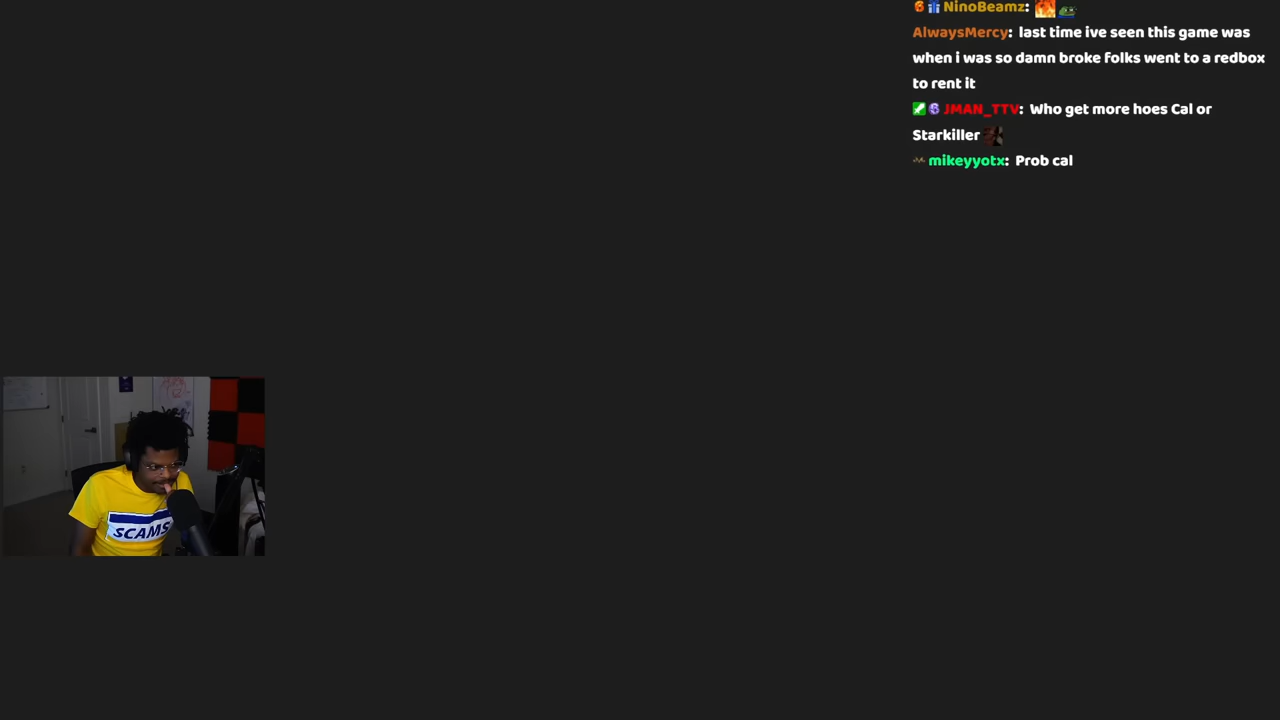 NinoBeamz:
AlwaysMercy: last time ive seen this game was
when i was so damn broke folks went to a redbox
to rent it
JMAN_TTV: Who get more hoes Cal or
Starkiller
mikeyyotx: Prob cal
SCAMS